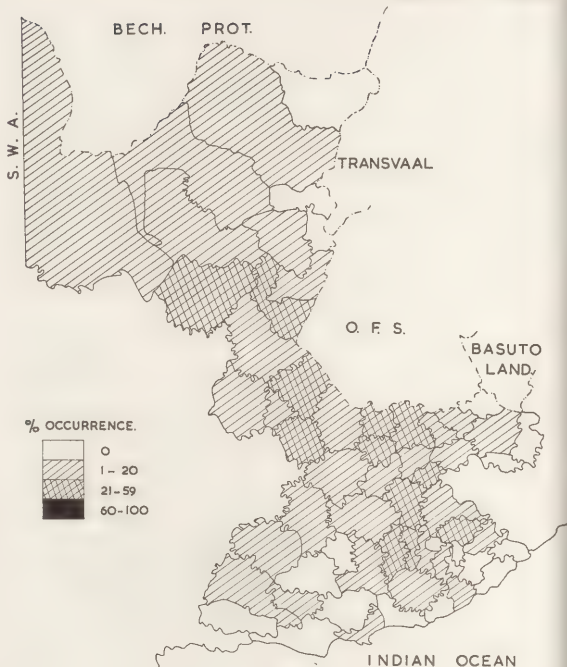 BECH. PROT.
S. W. A.
TRANSVAAL
O. F. S.
BASUTO
LAND.
% OCCURRENCE.
0
1-20
21-59
60-100
INDIAN OCEAN